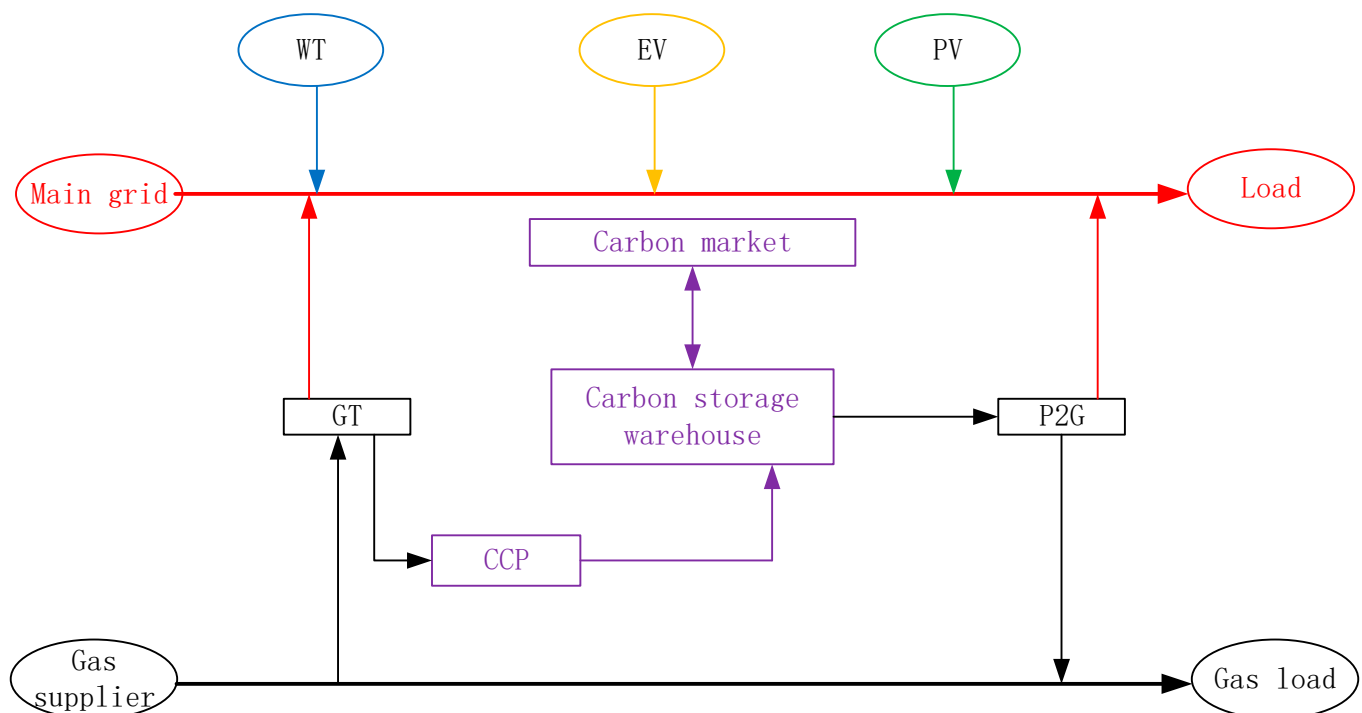 WT
EV
PV
Main grid
Load
Carbon market
GT
Carbon storage
warehouse
P2G
CCP
Gas
supplier
Gas load